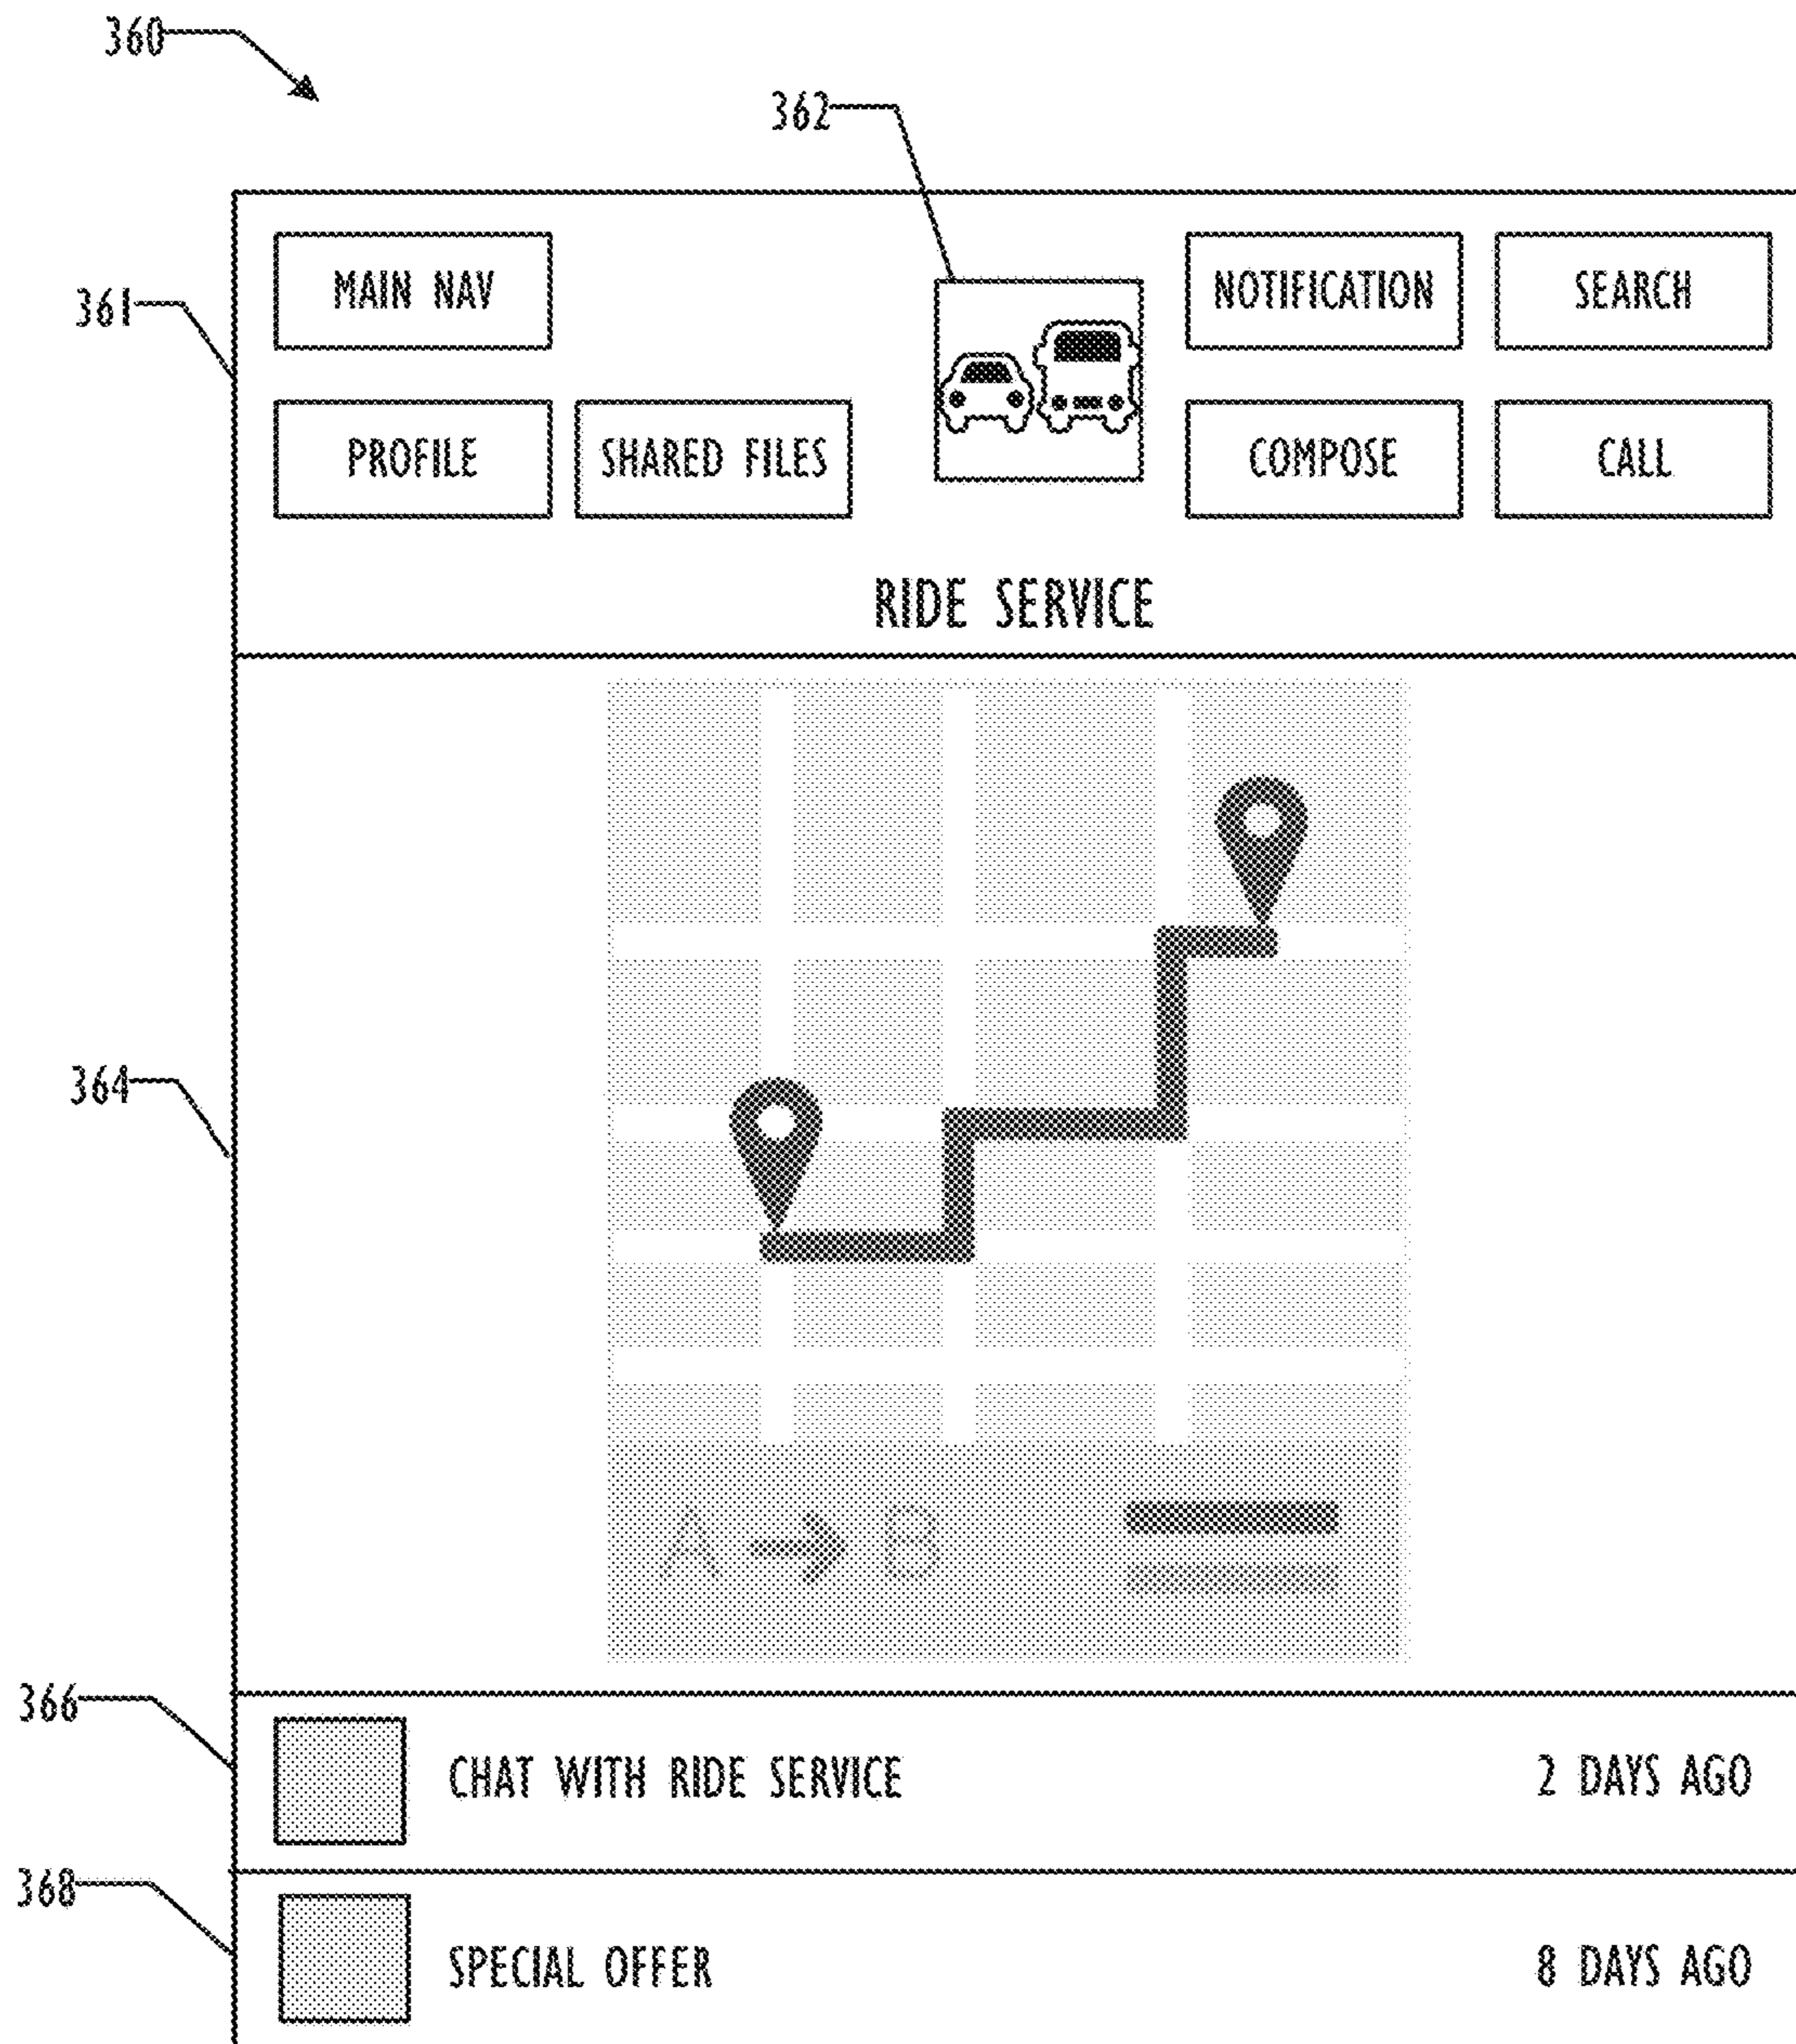 360
362
361
MAIN NAV
NOTIFICATION
SEARCH
PROFILE
SHARED FILES
COMPOSE
CALL
RIDE SERVICE
364
A → B
366
CHAT WITH RIDE SERVICE
2 DAYS AGO
368
SPECIAL OFFER
8 DAYS AGO